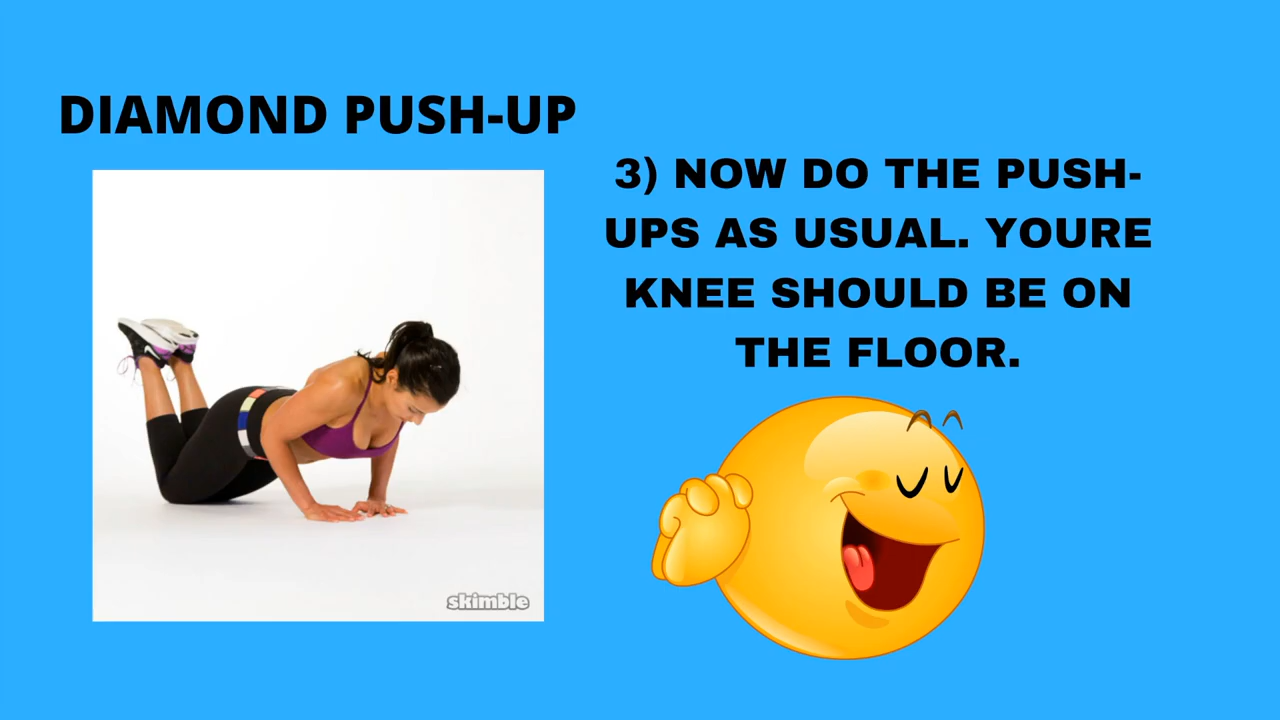 DIAMOND PUSH-UP
3) NOW DO THE PUSH-
UPS AS USUAL. YOURE
KNEE SHOULD BE ON
THE FLOOR.
skimble